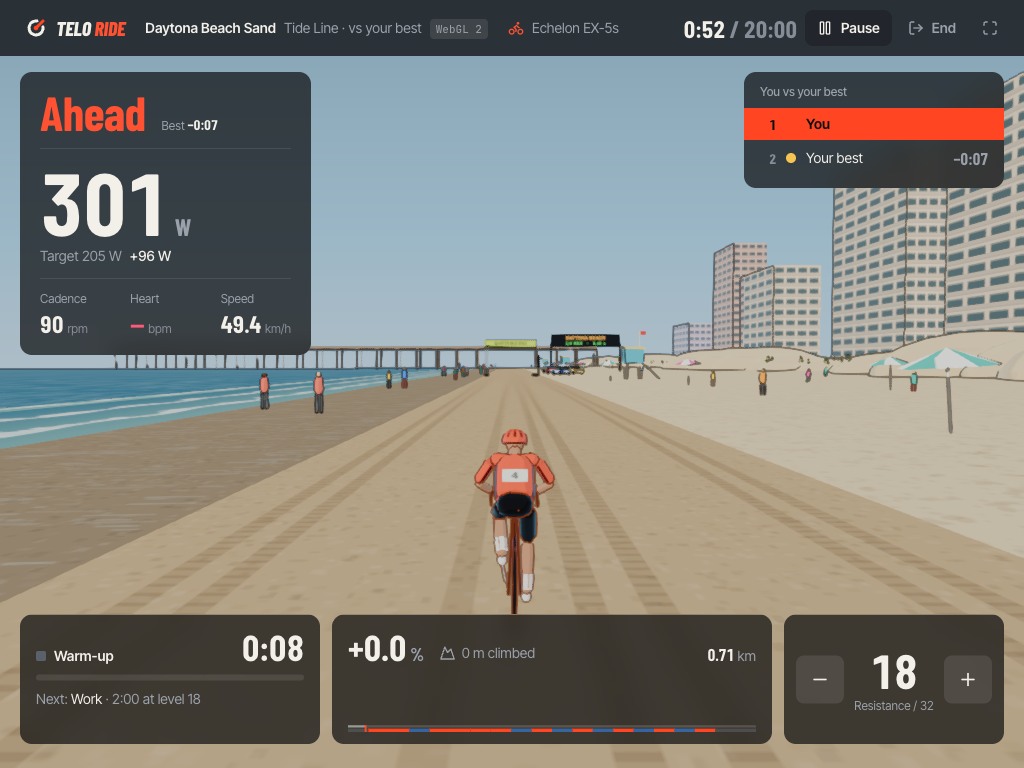 TELO RIDE Daytona Beach Sand Tide Line · vs your best WebGL 2 Echelon EX-5s 0:52 / 20:00 Pause End
Ahead Best −0:07
301 W
Target 205 W +96 W
Cadence Heart Speed
90 rpm – bpm 49.4 km/h
You vs your best
1 You
2 Your best −0:07
DAYTONA BEACH
4
Warm-up 0:08
Next: Work · 2:00 at level 18
+0.0 % 0 m climbed 0.71 km
− 18 +
Resistance / 32